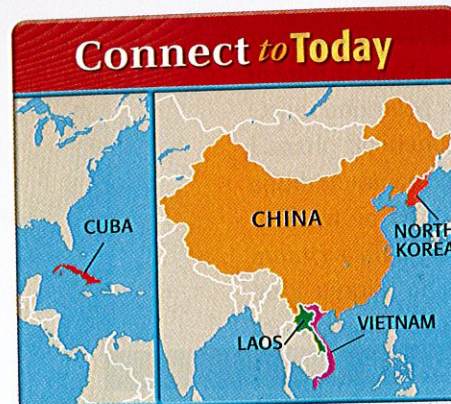 Connect to Today
CUBA
CHINA
NORTH
KOREA
LAOS
VIETNAM